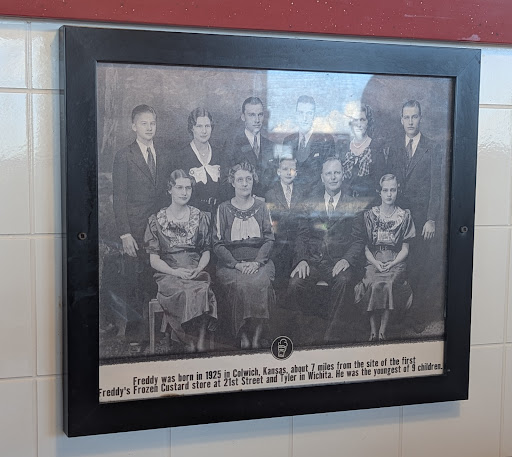 Freddy was born in 1925 in Colwich, Kansas, about 7 miles from the site of the first
Freddy's Frozen Custard store at 21st Street and Tyler in Wichita. He was the youngest of 9 children.